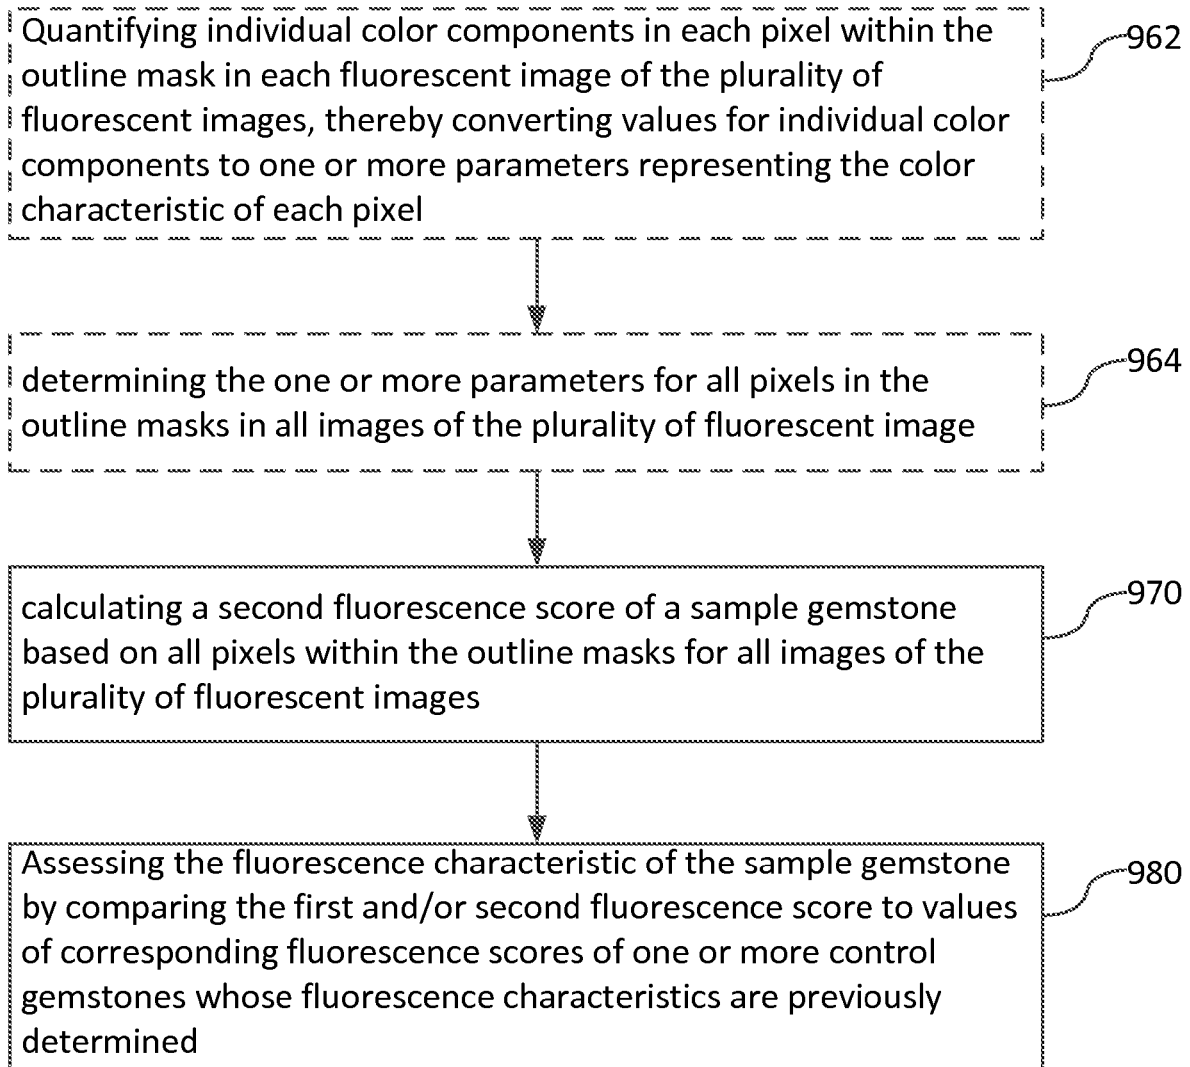 Quantifying individual color components in each pixel within the
outline mask in each fluorescent image of the plurality of
fluorescent images, thereby converting values for individual color
components to one or more parameters representing the color
characteristic of each pixel
962
determining the one or more parameters for all pixels in the
outline masks in all images of the plurality of fluorescent image
964
calculating a second fluorescence score of a sample gemstone
based on all pixels within the outline masks for all images of the
plurality of fluorescent images
970
Assessing the fluorescence characteristic of the sample gemstone
by comparing the first and/or second fluorescence score to values
of corresponding fluorescence scores of one or more control
gemstones whose fluorescence characteristics are previously
determined
980